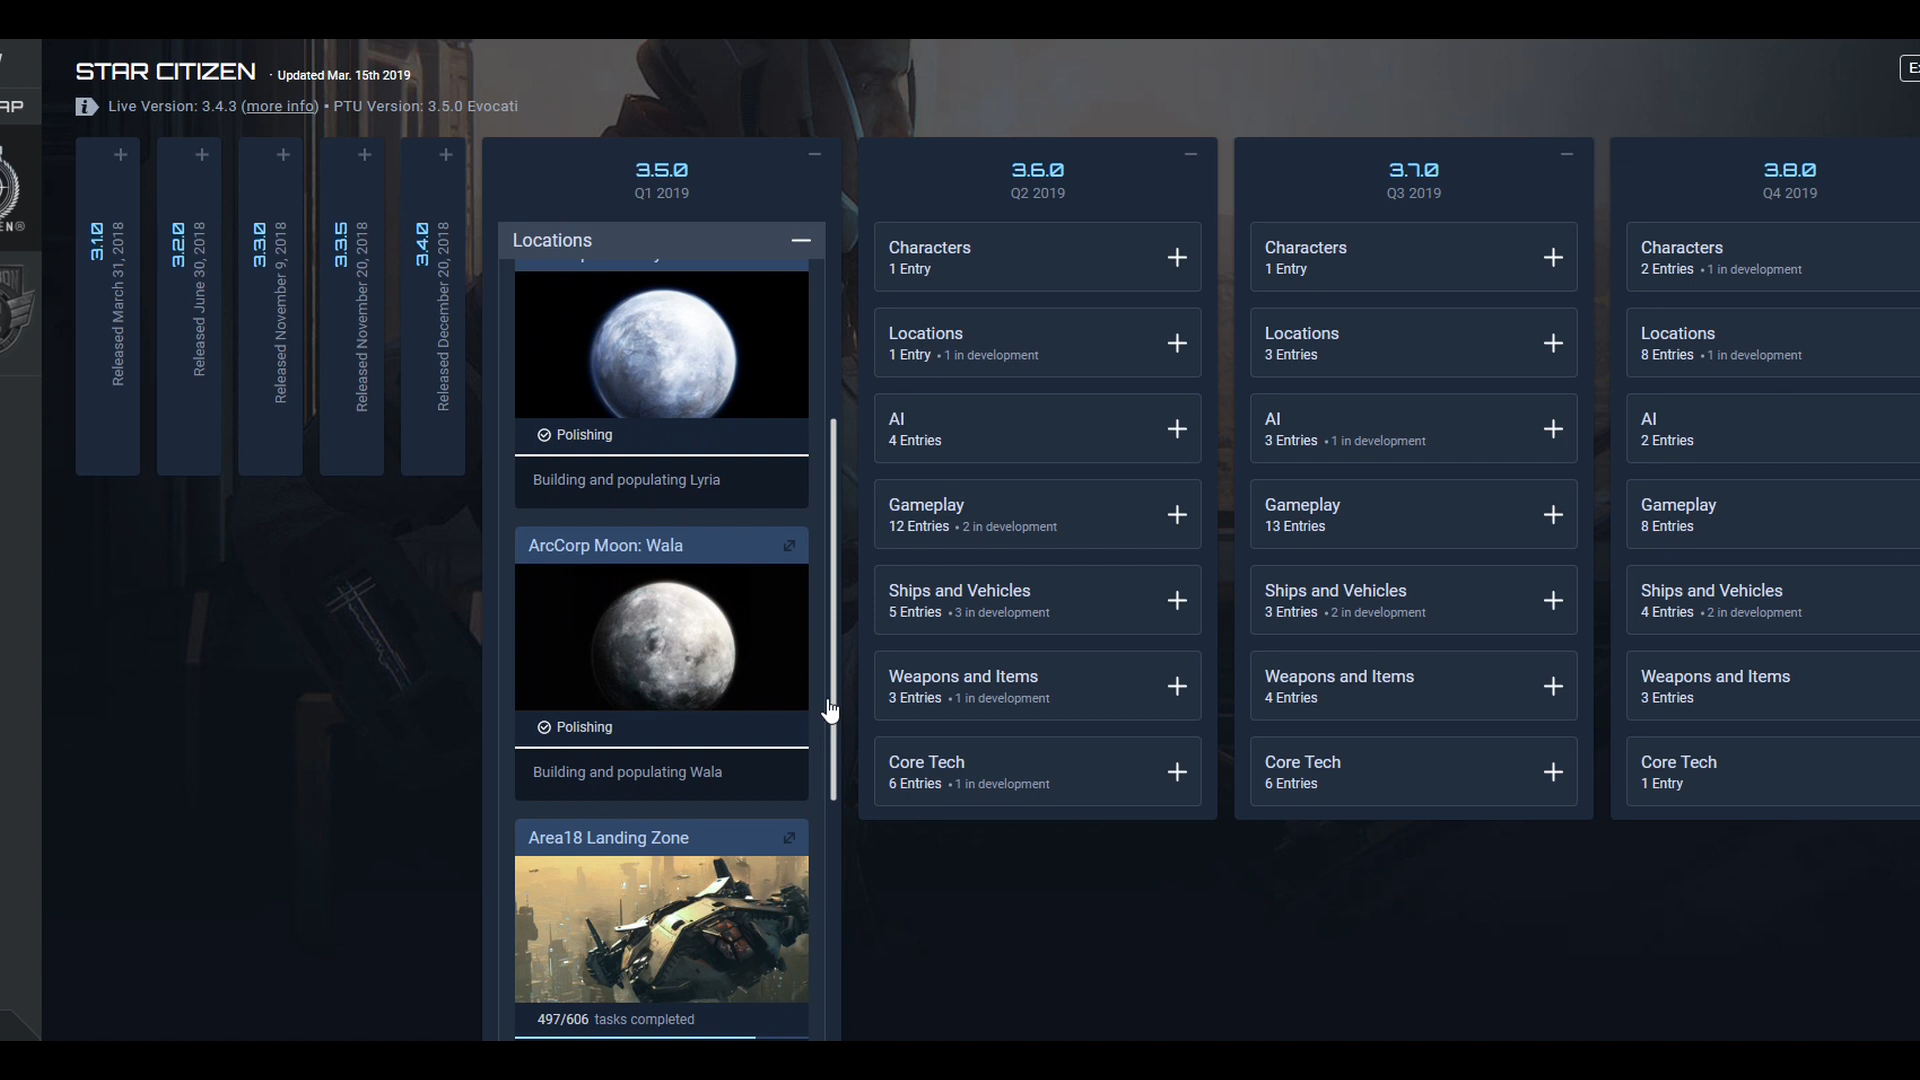 AP
EN®
STAR CITIZEN · Updated Mar. 15th 2019
Live Version: 3.4.3 (more info) • PTU Version: 3.5.0 Evocati
Ex
3.1.0
Released March 31, 2018
3.2.0
Released June 30, 2018
3.3.0
Released November 9, 2018
3.3.5
Released November 20, 2018
3.4.0
Released December 20, 2018
3.5.0
Q1 2019
Locations
Polishing
Building and populating Lyria
ArcCorp Moon: Wala
Polishing
Building and populating Wala
Area18 Landing Zone
497/606 tasks completed
3.6.0
Q2 2019
Characters
1 Entry
Locations
1 Entry • 1 in development
AI
4 Entries
Gameplay
12 Entries • 2 in development
Ships and Vehicles
5 Entries • 3 in development
Weapons and Items
3 Entries • 1 in development
Core Tech
6 Entries • 1 in development
3.7.0
Q3 2019
Characters
1 Entry
Locations
3 Entries
AI
3 Entries • 1 in development
Gameplay
13 Entries
Ships and Vehicles
3 Entries • 2 in development
Weapons and Items
4 Entries
Core Tech
6 Entries
3.8.0
Q4 2019
Characters
2 Entries • 1 in development
Locations
8 Entries • 1 in development
AI
2 Entries
Gameplay
8 Entries
Ships and Vehicles
4 Entries • 2 in development
Weapons and Items
3 Entries
Core Tech
1 Entry